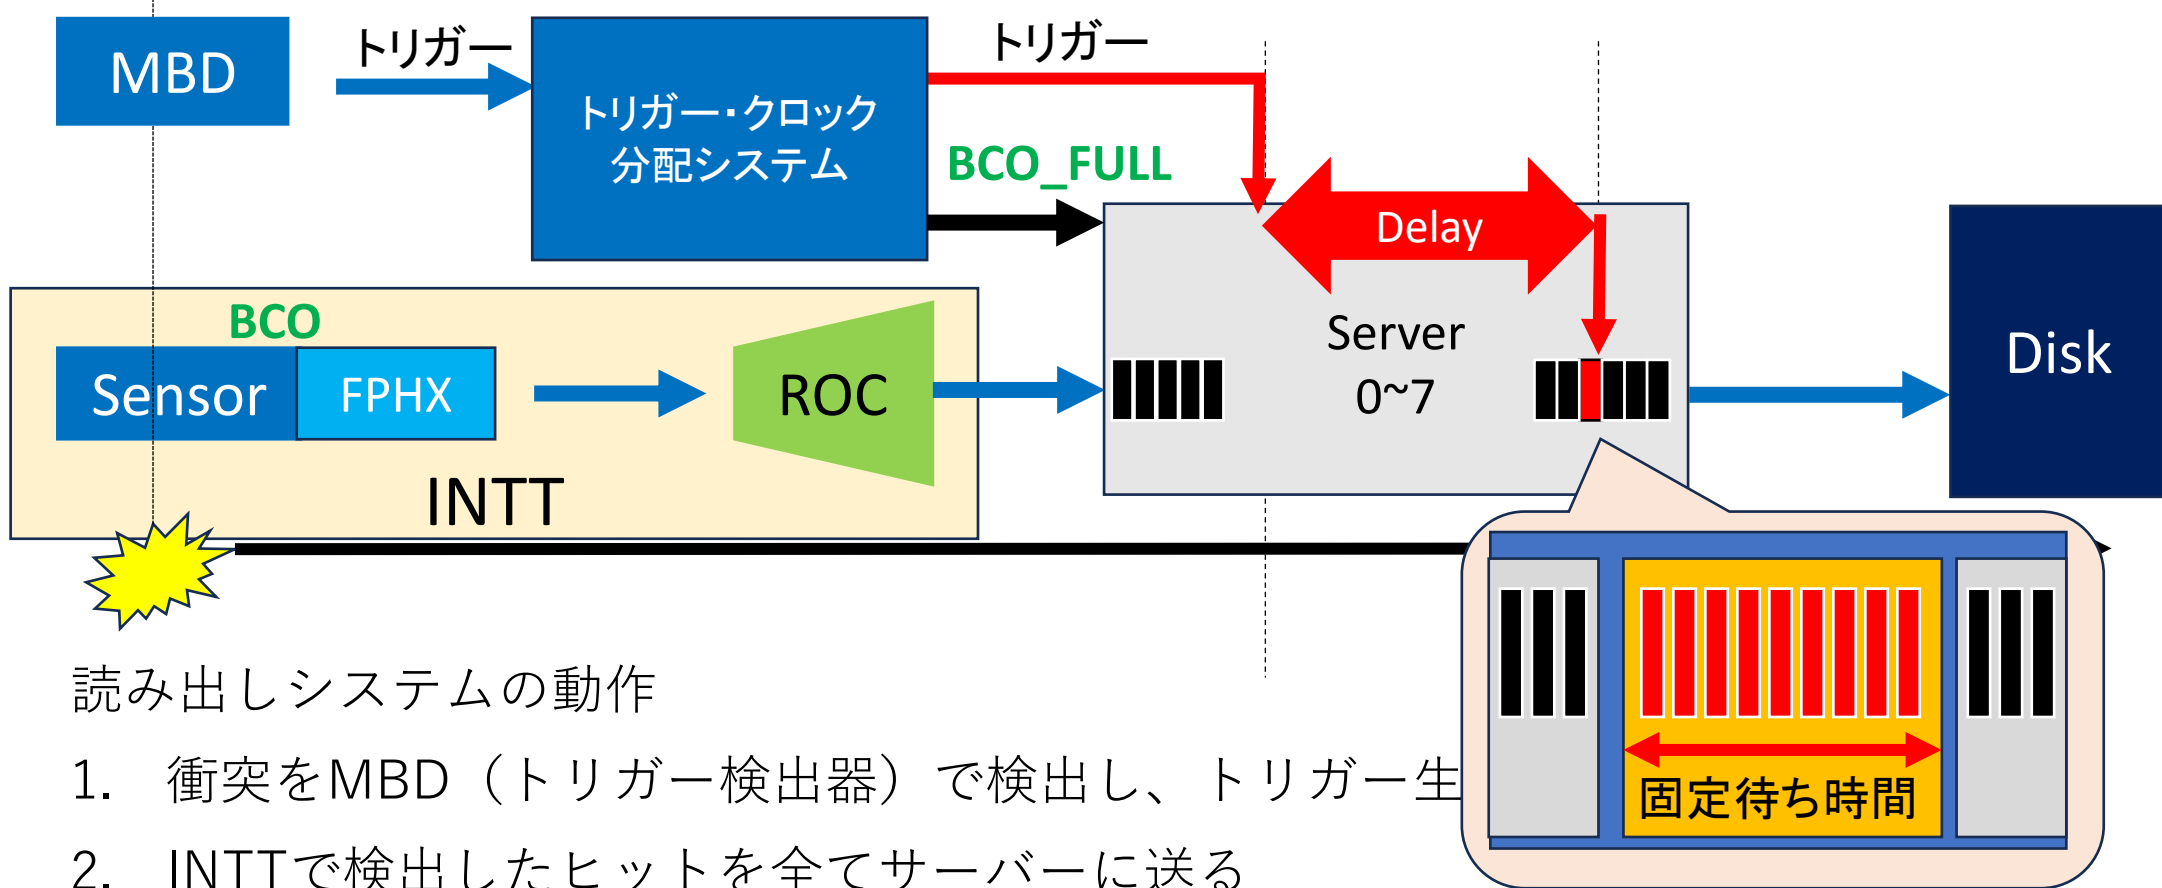 MBD
トリガー
トリガー・クロック
分配システム
トリガー
BCO_FULL
Delay
BCO
Sensor
FPHX
ROC
Server
0~7
Disk
INTT
固定待ち時間
読み出しシステムの動作
1. 衝突をMBD（トリガー検出器）で検出し、トリガー生
2. INTTで検出したヒットを全てサーバーに送る